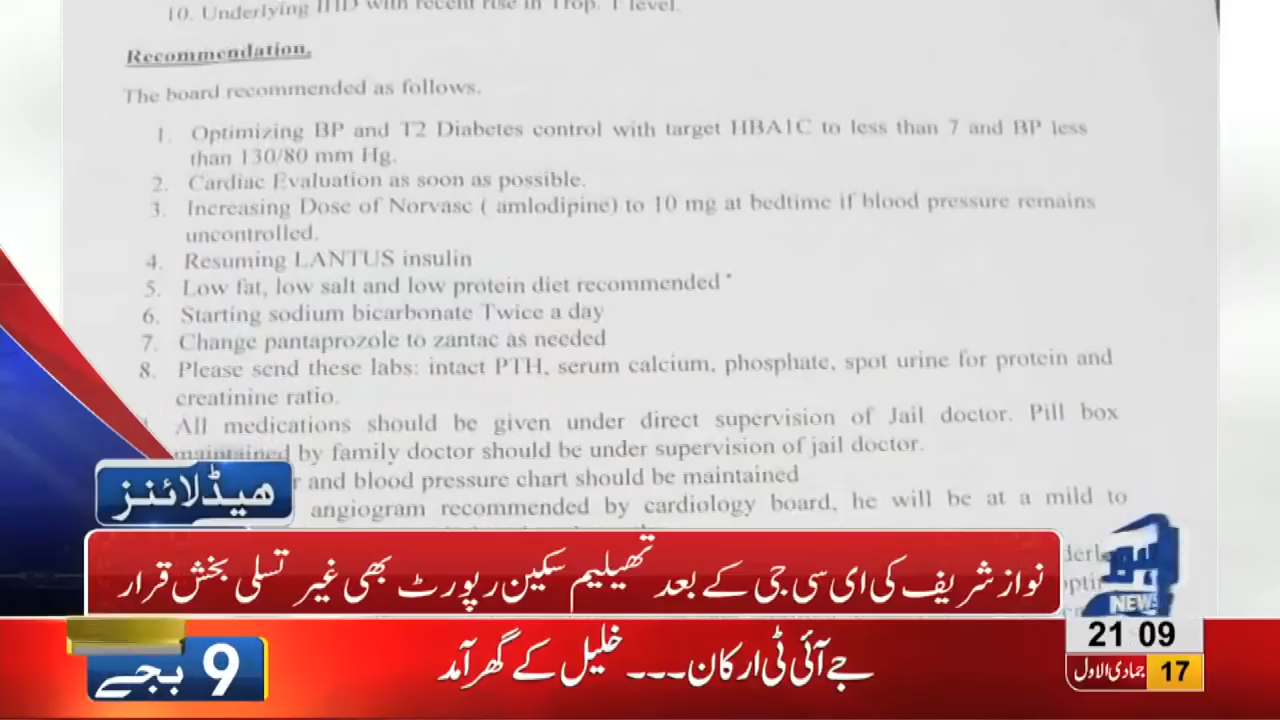 10. Underlying IHD with recent rise in Trop. T level.
Recommendation.
The board recommended as follows.
1. Optimizing BP and T2 Diabetes control with target HBA1C to less than 7 and BP less
than 130/80 mm Hg.
2. Cardiac Evaluation as soon as possible.
3. Increasing Dose of Norvasc ( amlodipine) to 10 mg at bedtime if blood pressure remains
uncontrolled.
4. Resuming LANTUS insulin
5. Low fat, low salt and low protein diet recommended
6. Starting sodium bicarbonate Twice a day
7. Change pantaprozole to zantac as needed
8. Please send these labs: intact PTH, serum calcium, phosphate, spot urine for protein and
creatinine ratio.
All medications should be given under direct supervision of Jail doctor. Pill box
maintained by family doctor should be under supervision of jail doctor.
and blood pressure chart should be maintained
angiogram recommended by cardiology board, he will be at a mild to
ھیڈلائنز
نواز شریف کی ای سی جی کے بعد تھیلیم سکین رپورٹ بھی غیر تسلی بخش قرار
NEWS
9 بجے
جے آئی ٹی ارکان ۔۔۔ خلیل کے گھر آمد
21 09
17 جمادی الاول